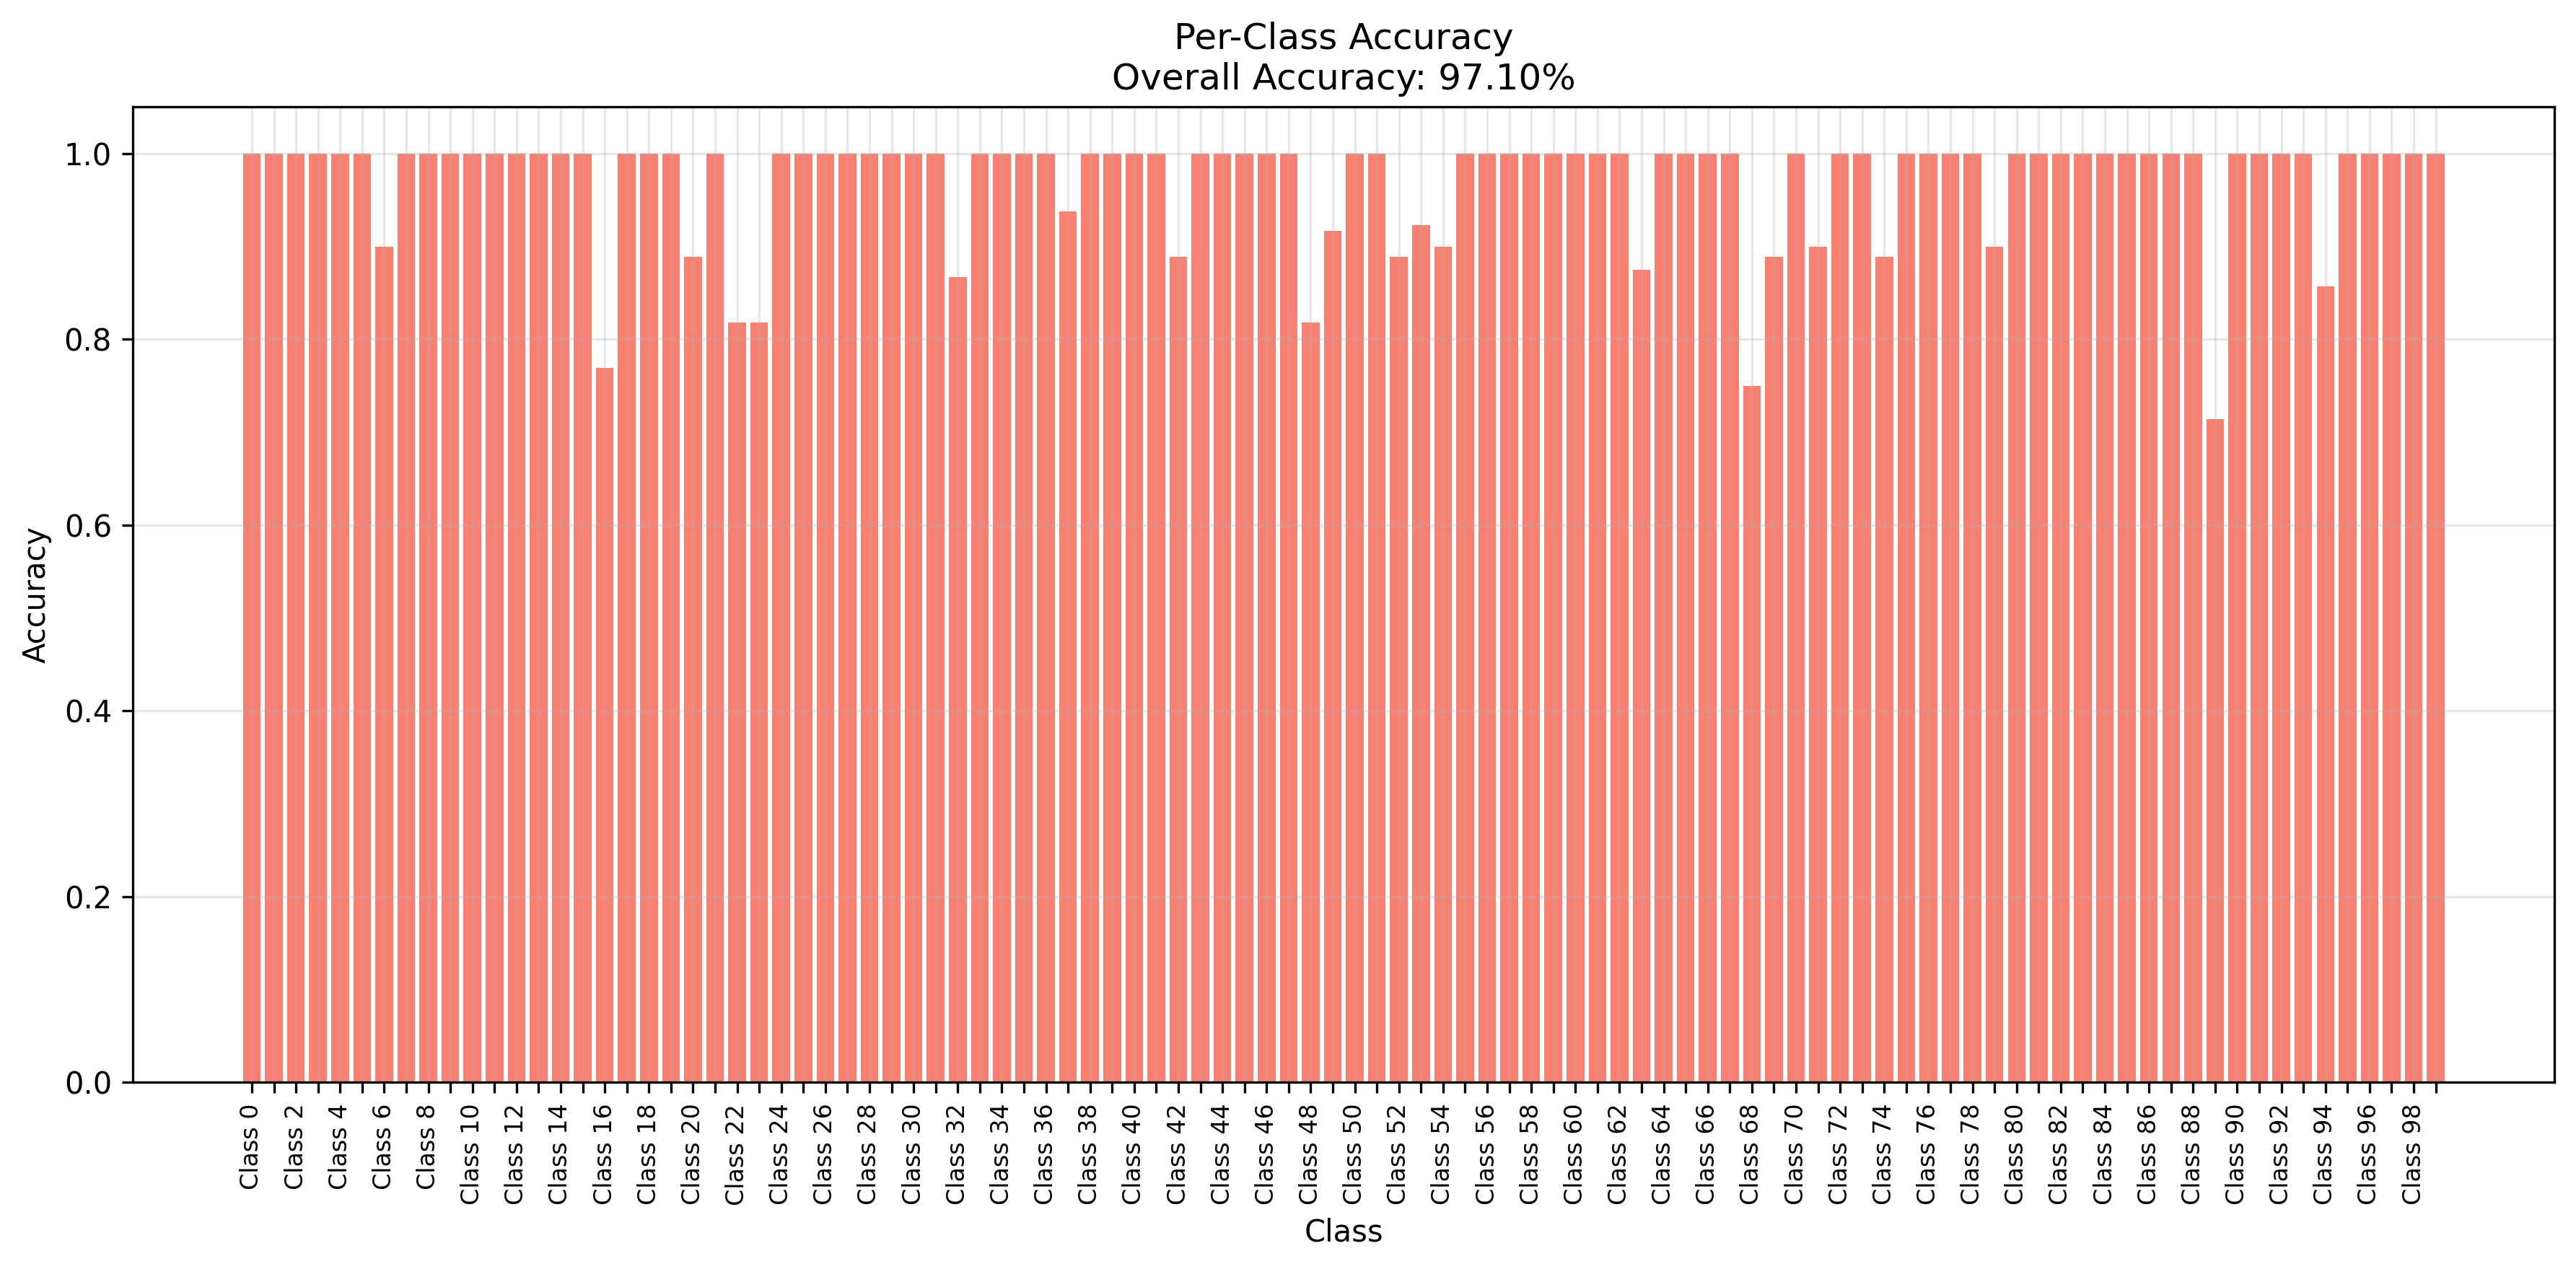 Per-Class Accuracy
Overall Accuracy: 97.10%
Accuracy
1.0
0.8
0.6
0.4
0.2
0.0
Class 0
Class 2
Class 4
Class 6
Class 8
Class 10
Class 12
Class 14
Class 16
Class 18
Class 20
Class 22
Class 24
Class 26
Class 28
Class 30
Class 32
Class 34
Class 36
Class 38
Class 40
Class 42
Class 44
Class 46
Class 48
Class 50
Class 52
Class 54
Class 56
Class 58
Class 60
Class 62
Class 64
Class 66
Class 68
Class 70
Class 72
Class 74
Class 76
Class 78
Class 80
Class 82
Class 84
Class 86
Class 88
Class 90
Class 92
Class 94
Class 96
Class 98
Class